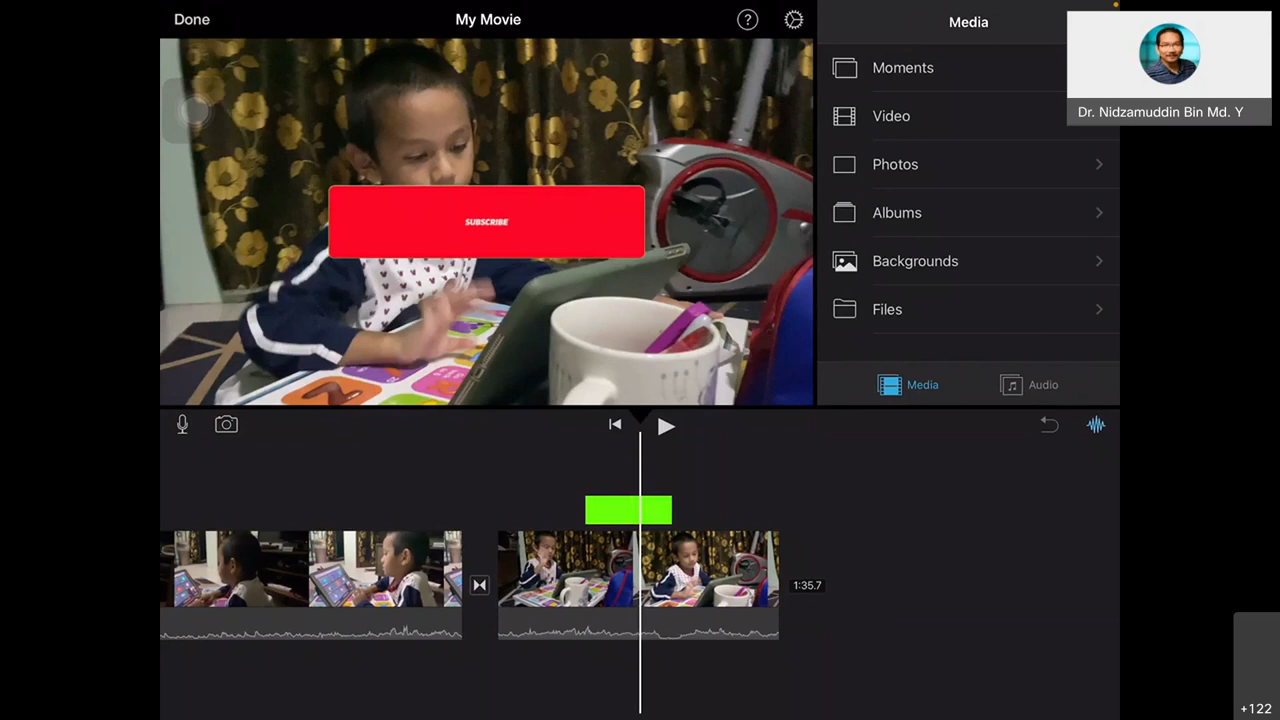 Done
My Movie
?
Media
Moments
Video
Photos
Albums
Backgrounds
Files
Media
Audio
Dr. Nidzamuddin Bin Md. Y
SUBSCRIBE
1:35.7
+122